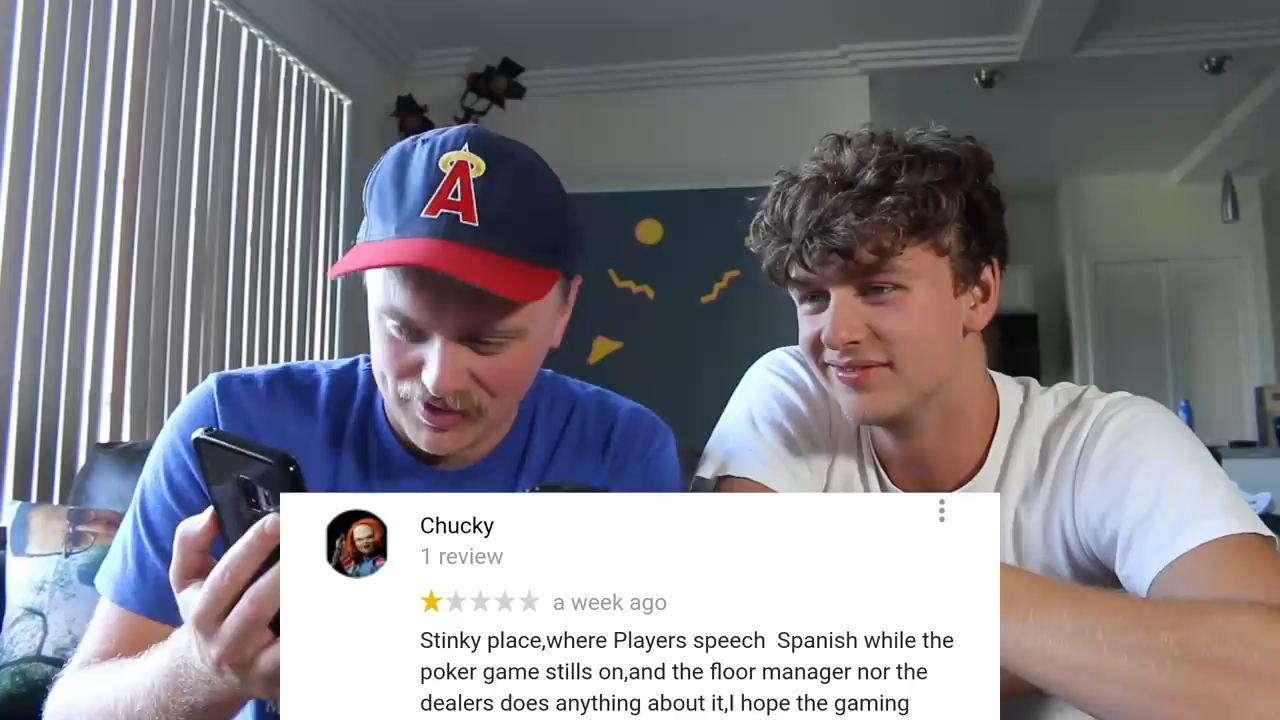 A
Chucky
1 review
a week ago
Stinky place,where Players speech  Spanish while the
poker game stills on,and the floor manager nor the
dealers does anything about it,I hope the gaming